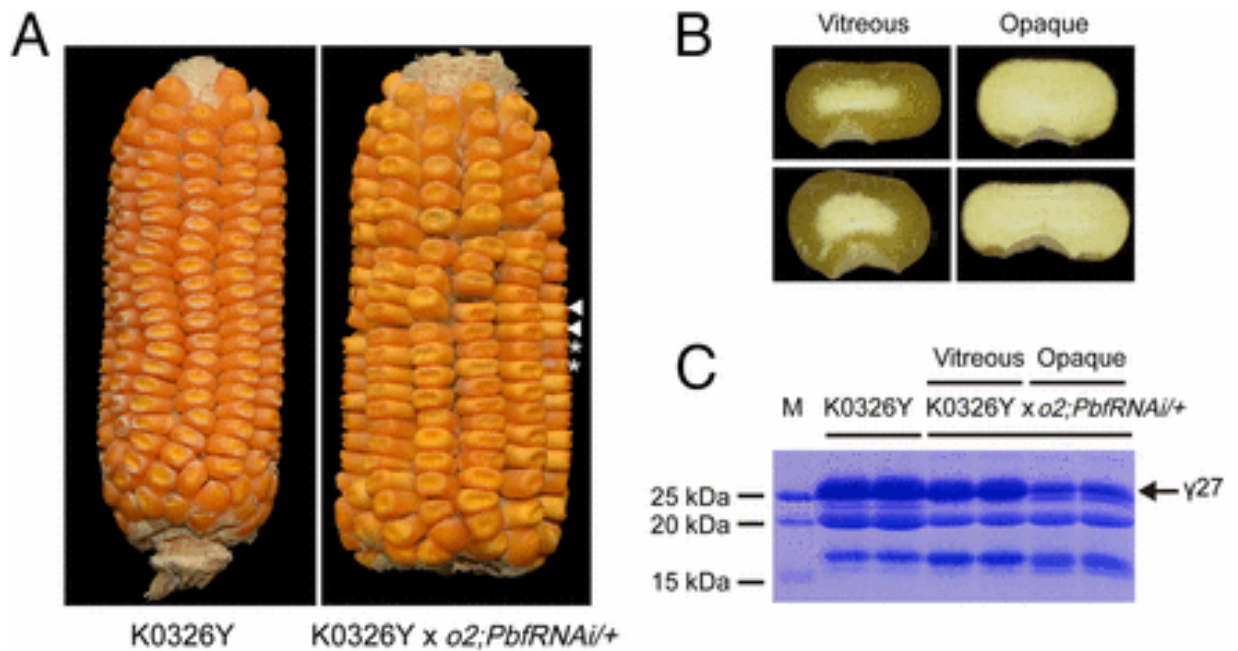 A
K0326Y
K0326Y x o2;PbfRNAi/+
B
Vitreous Opaque
C
Vitreous Opaque
M K0326Y K0326Y x o2;PbfRNAi/+
25 kDa
20 kDa
15 kDa
γ27